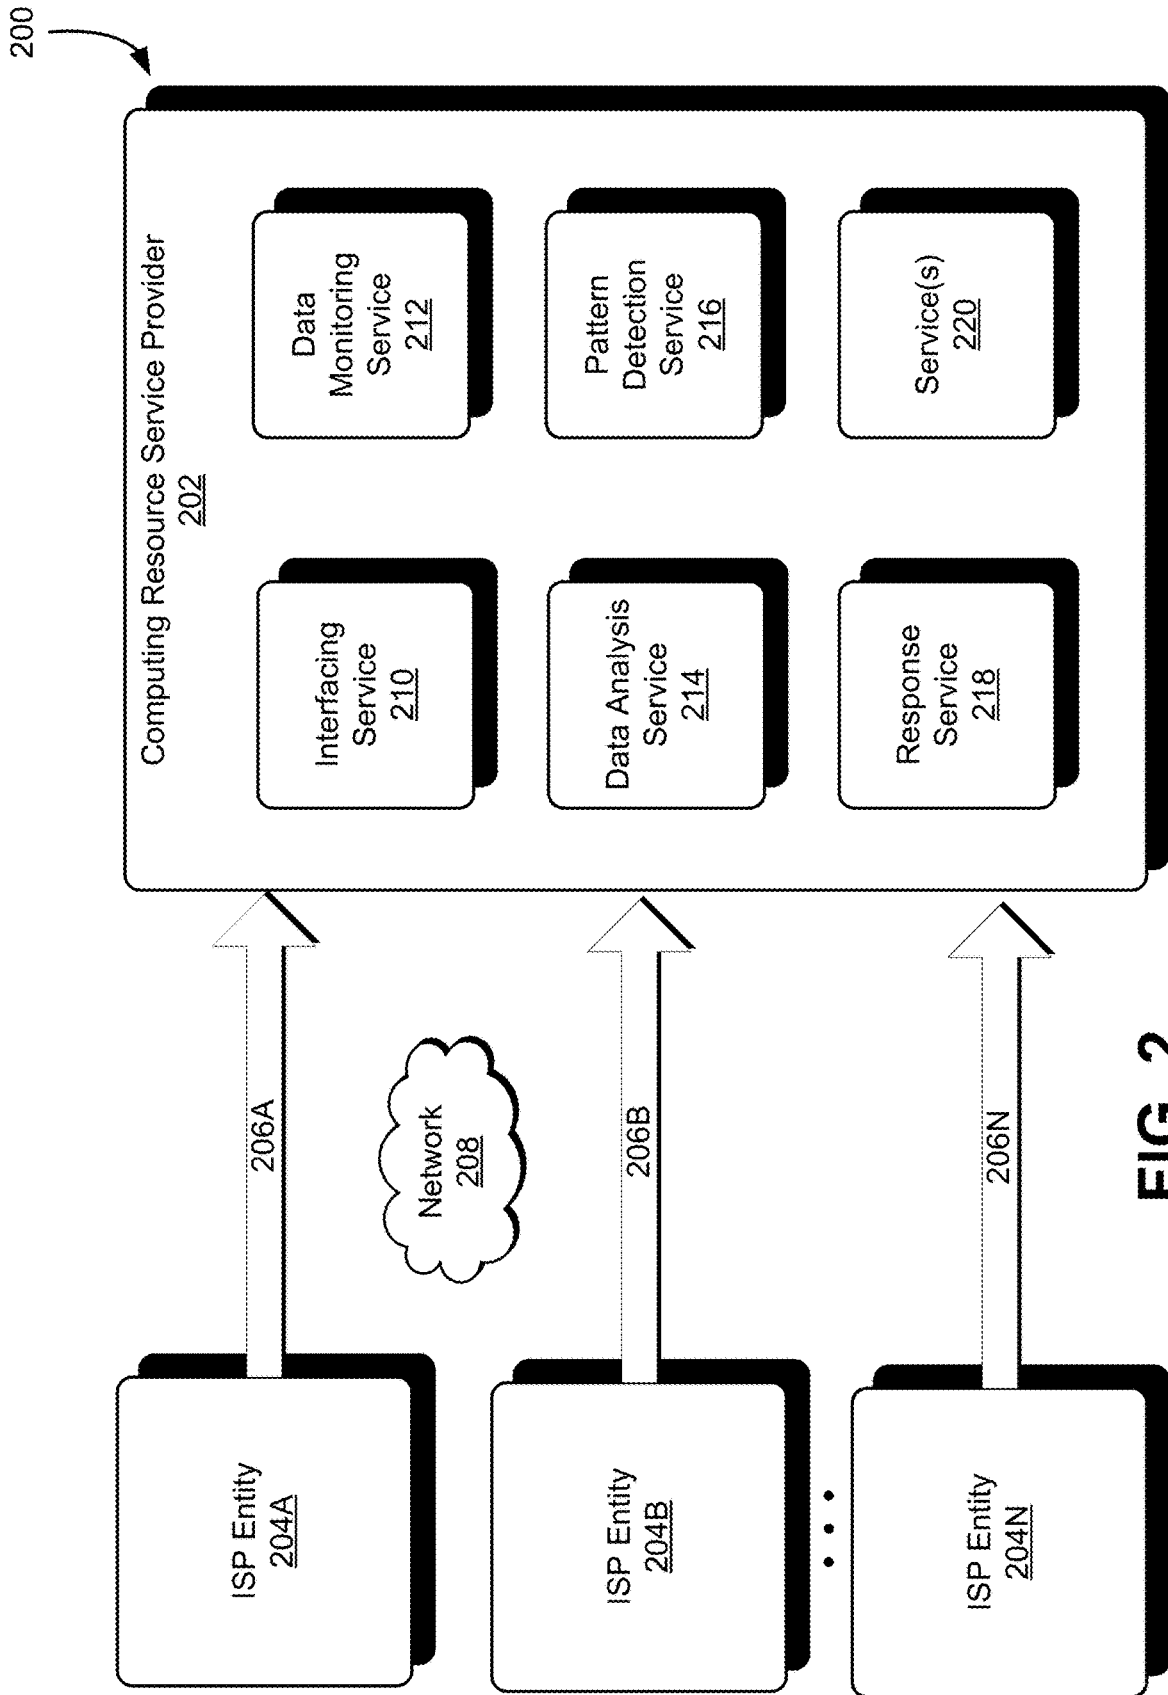 200
Computing Resource Service Provider
202
ISP Entity
204A
206A
Interfacing
Service
210
Data
Monitoring
Service
212
Network
208
ISP Entity
204B
206B
Data Analysis
Service
214
Pattern
Detection
Service
216
ISP Entity
204N
206N
Response
Service
218
Service(s)
220
FIG. 2